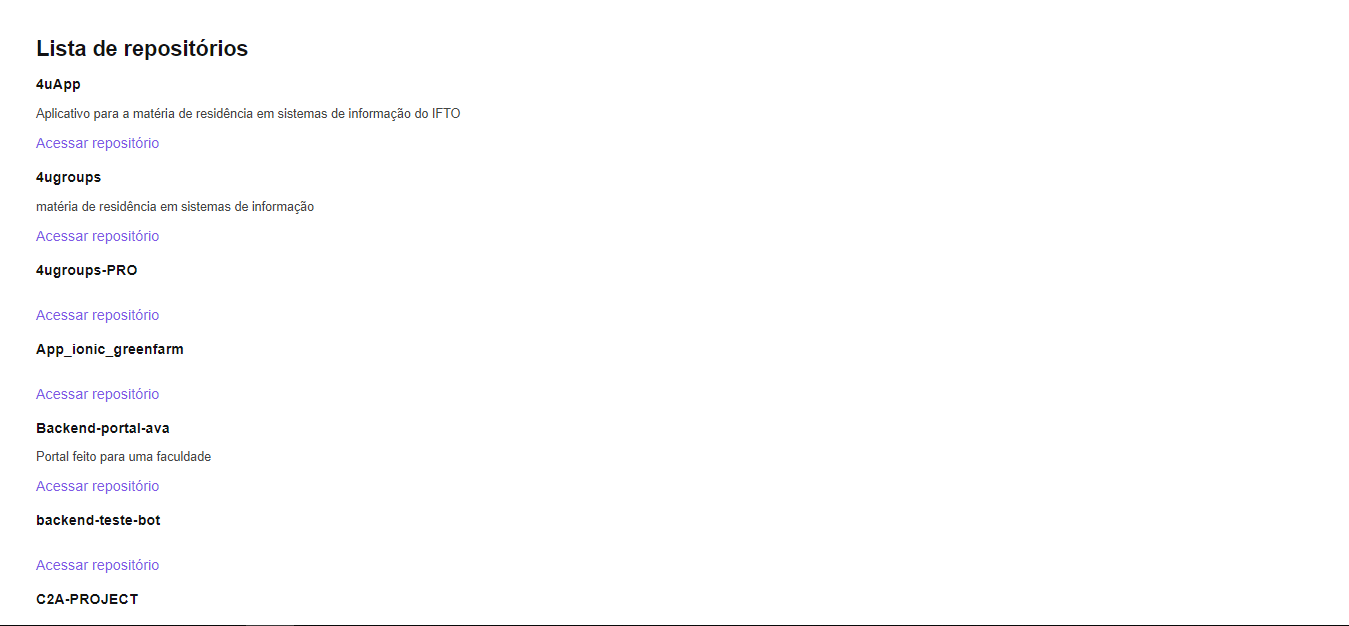 Lista de repositórios
4uApp
Aplicativo para a matéria de residência em sistemas de informação do IFTO
Acessar repositório
4ugroups
matéria de residência em sistemas de informação
Acessar repositório
4ugroups-PRO
Acessar repositório
App_ionic_greenfarm
Acessar repositório
Backend-portal-ava
Portal feito para uma faculdade
Acessar repositório
backend-teste-bot
Acessar repositório
C2A-PROJECT